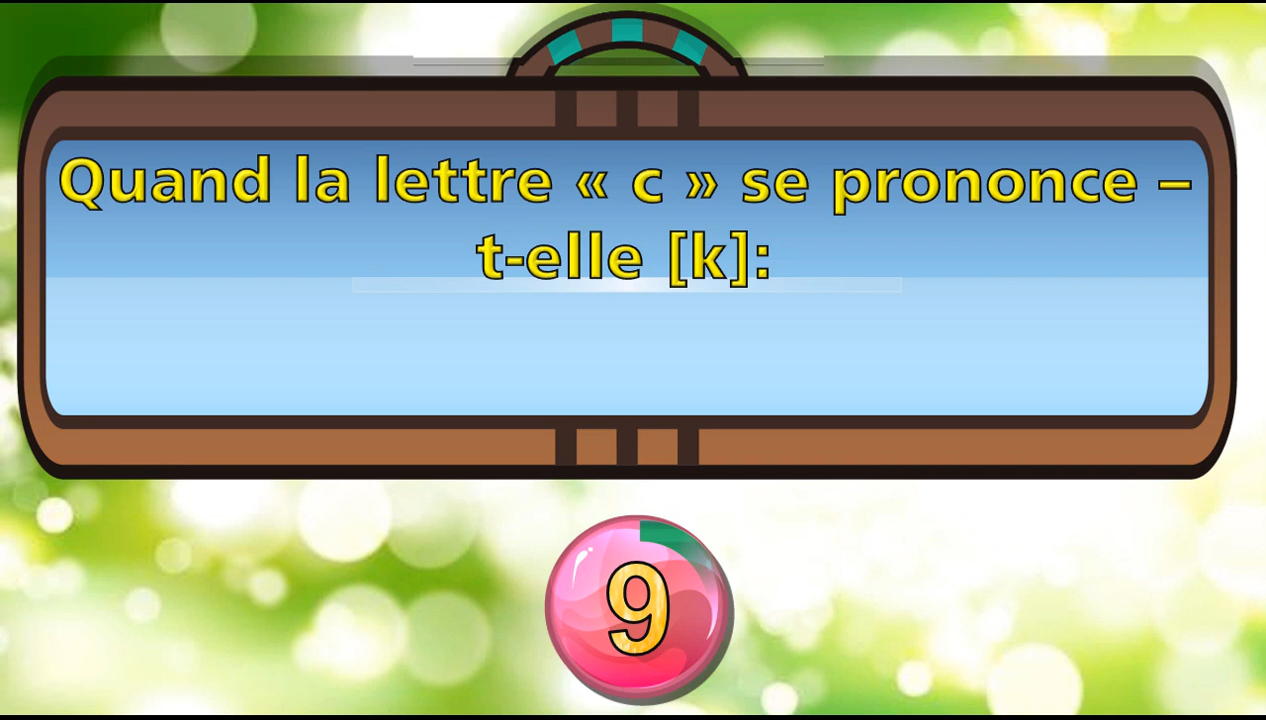 Quand la lettre « c » se prononce –
t-elle [k]:
9